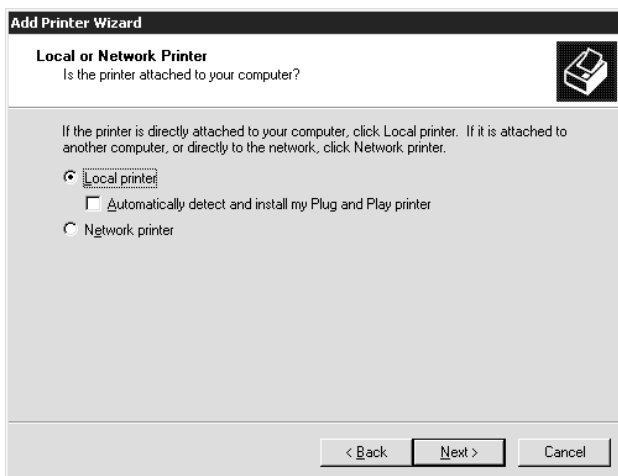 Add Printer Wizard
Local or Network Printer
Is the printer attached to your computer?
If the printer is directly attached to your computer, click Local printer. If it is attached to
another computer, or directly to the network, click Network printer.
Local printer
Automatically detect and install my Plug and Play printer
Network printer
< Back Next > Cancel